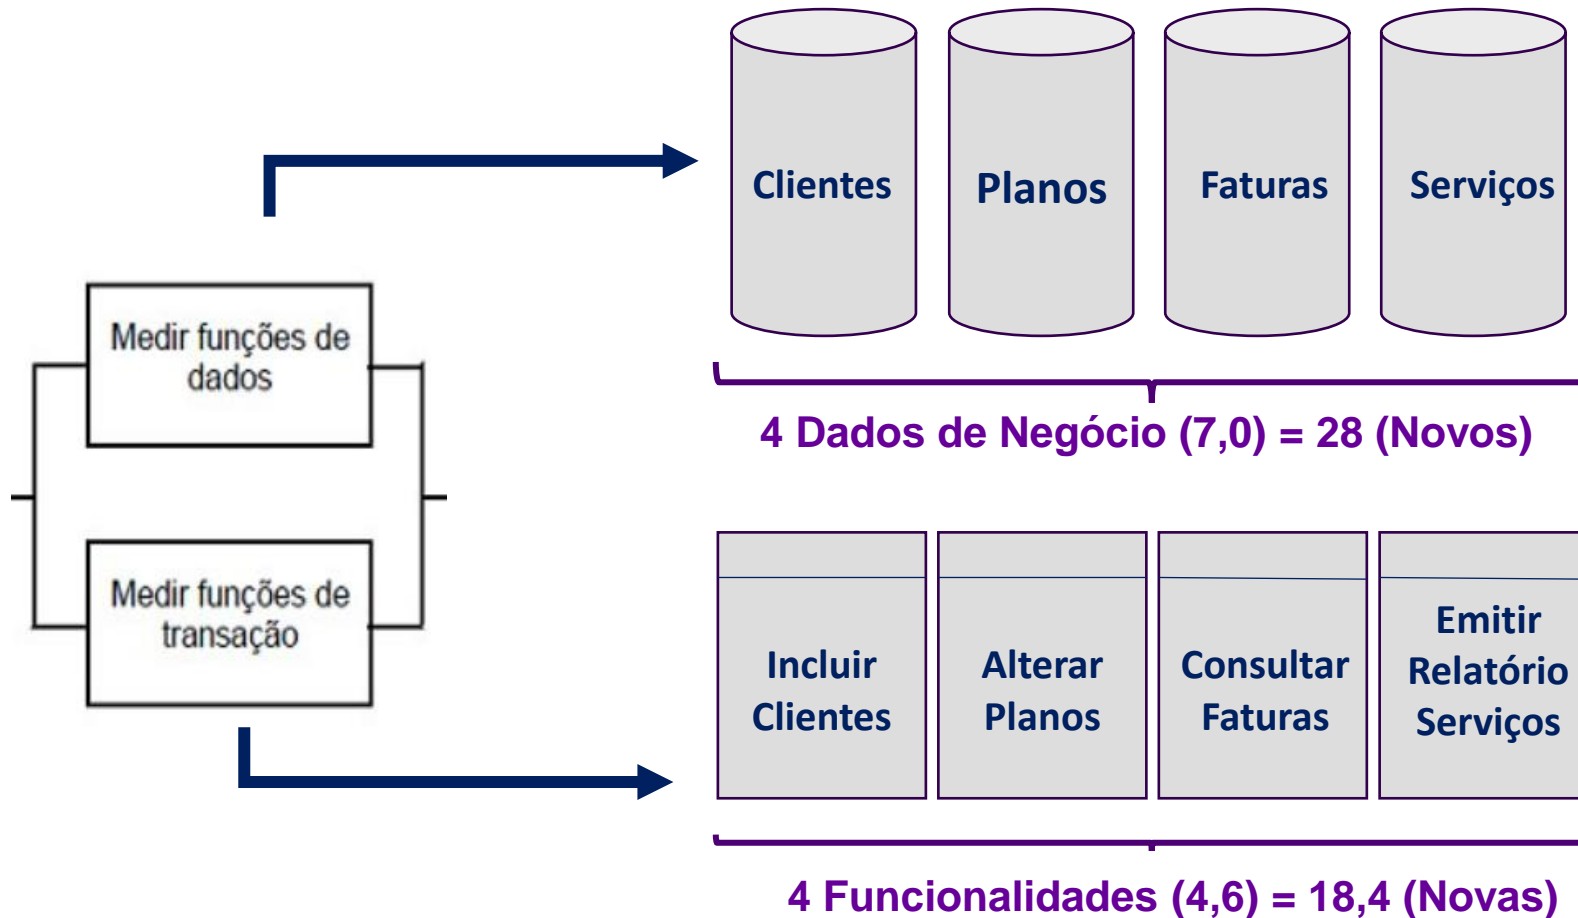 Clientes
Planos
Faturas
Serviços
Medir funções de
dados
4 Dados de Negócio (7,0) = 28 (Novos)
Medir funções de
transação
Incluir
Clientes
Alterar
Planos
Consultar
Faturas
Emitir
Relatório
Serviços
4 Funcionalidades (4,6) = 18,4 (Novas)